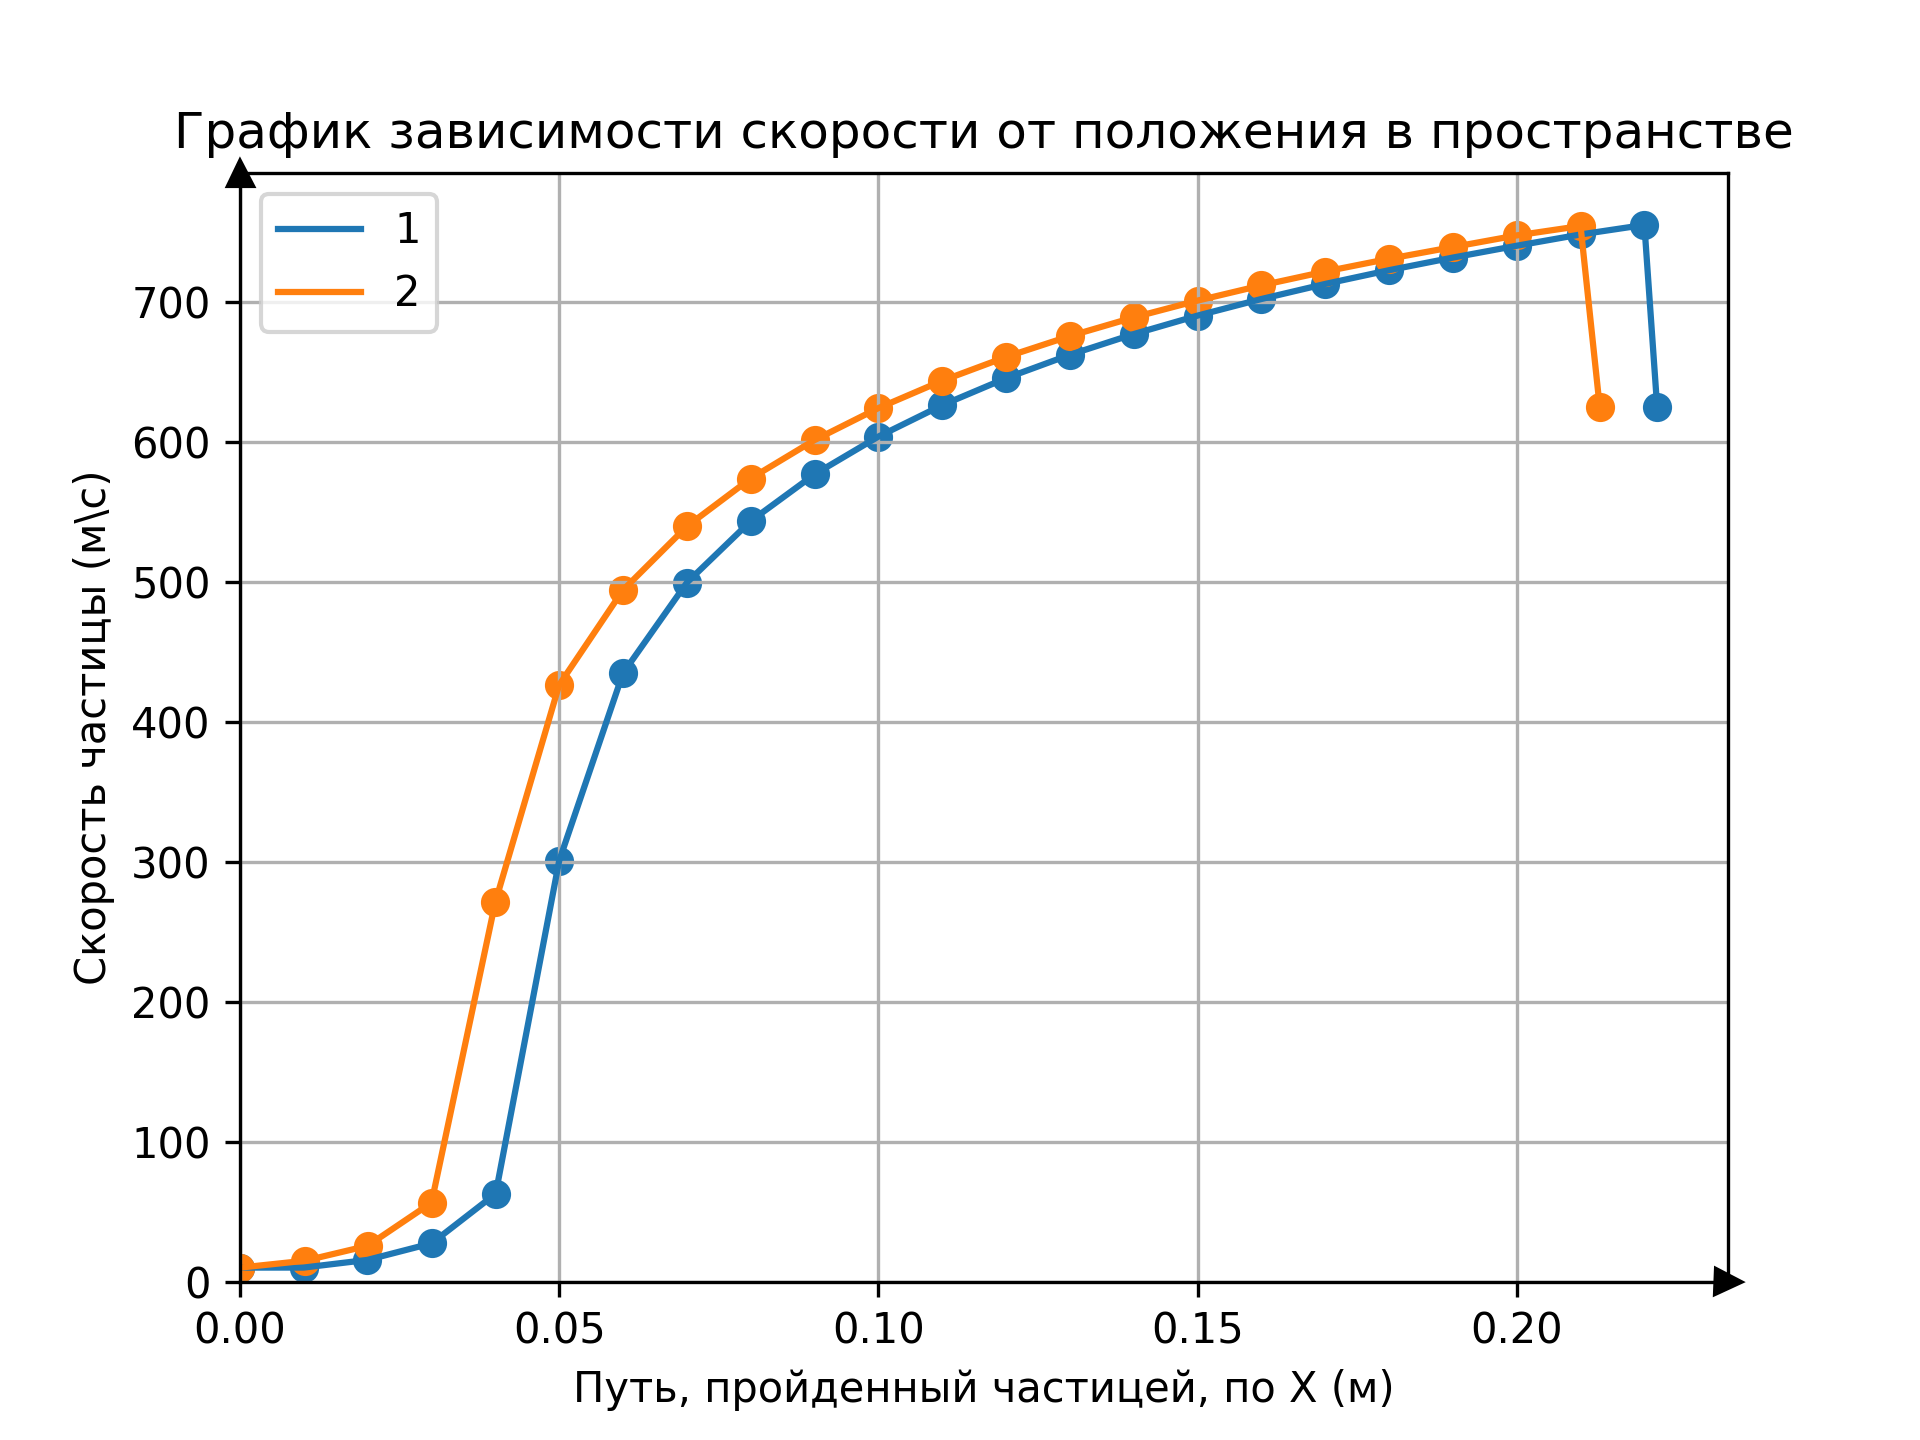 График зависимости скорости от положения в пространстве
1
2
700
600
500
400
300
200
100
0
Скорость частицы (м\с)
0.00 0.05 0.10 0.15 0.20
Путь, пройденный частицей, по X (м)